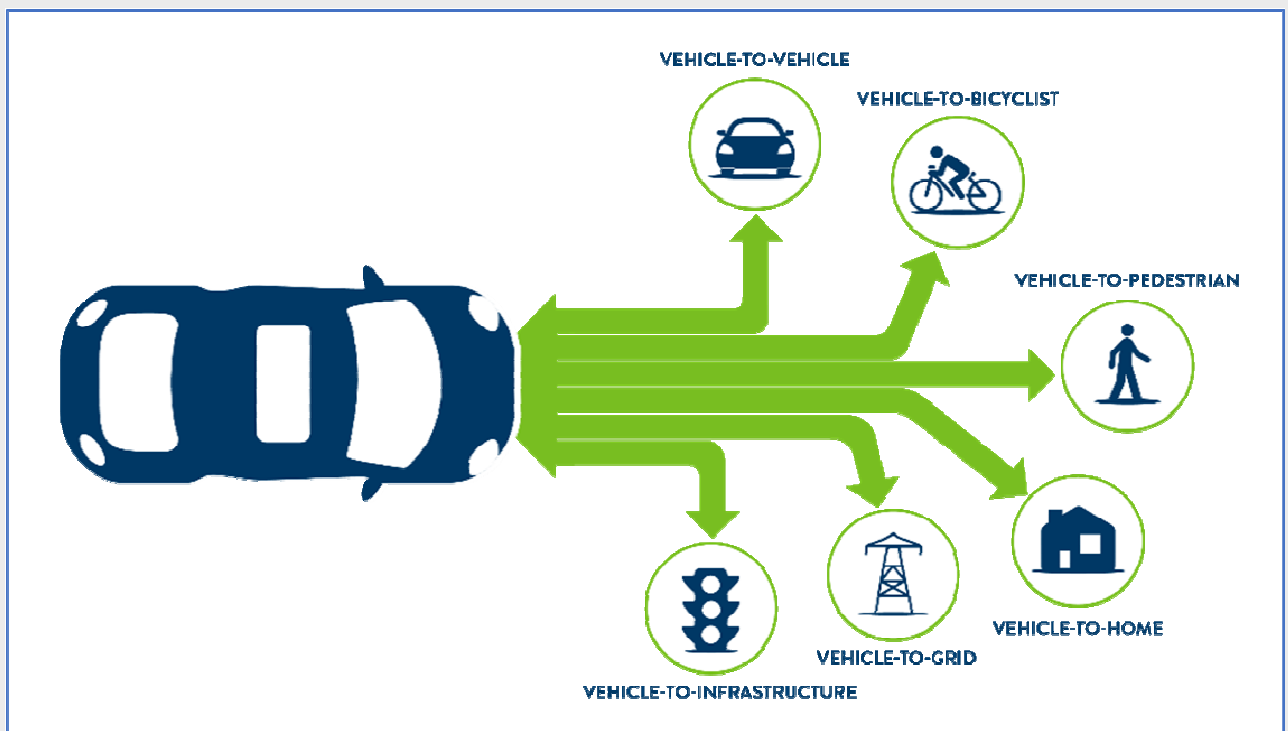 VEHICLE-TO-VEHICLE
VEHICLE-TO-BICYCLIST
VEHICLE-TO-PEDESTRIAN
VEHICLE-TO-HOME
VEHICLE-TO-GRID
VEHICLE-TO-INFRASTRUCTURE